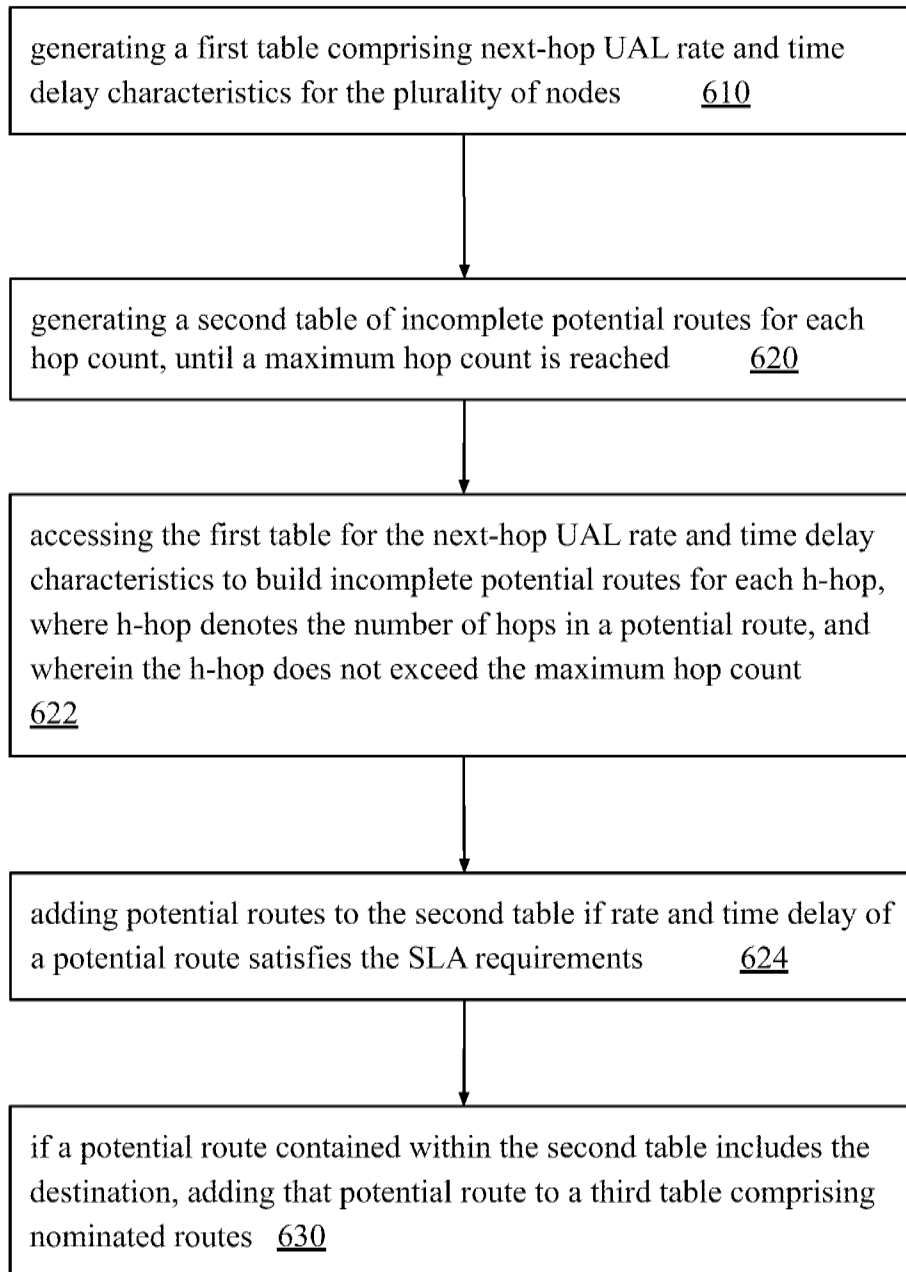 generating a first table comprising next-hop UAL rate and time
delay characteristics for the plurality of nodes 610
generating a second table of incomplete potential routes for each
hop count, until a maximum hop count is reached 620
accessing the first table for the next-hop UAL rate and time delay
characteristics to build incomplete potential routes for each h-hop,
where h-hop denotes the number of hops in a potential route, and
wherein the h-hop does not exceed the maximum hop count
622
adding potential routes to the second table if rate and time delay of
a potential route satisfies the SLA requirements 624
if a potential route contained within the second table includes the
destination, adding that potential route to a third table comprising
nominated routes 630